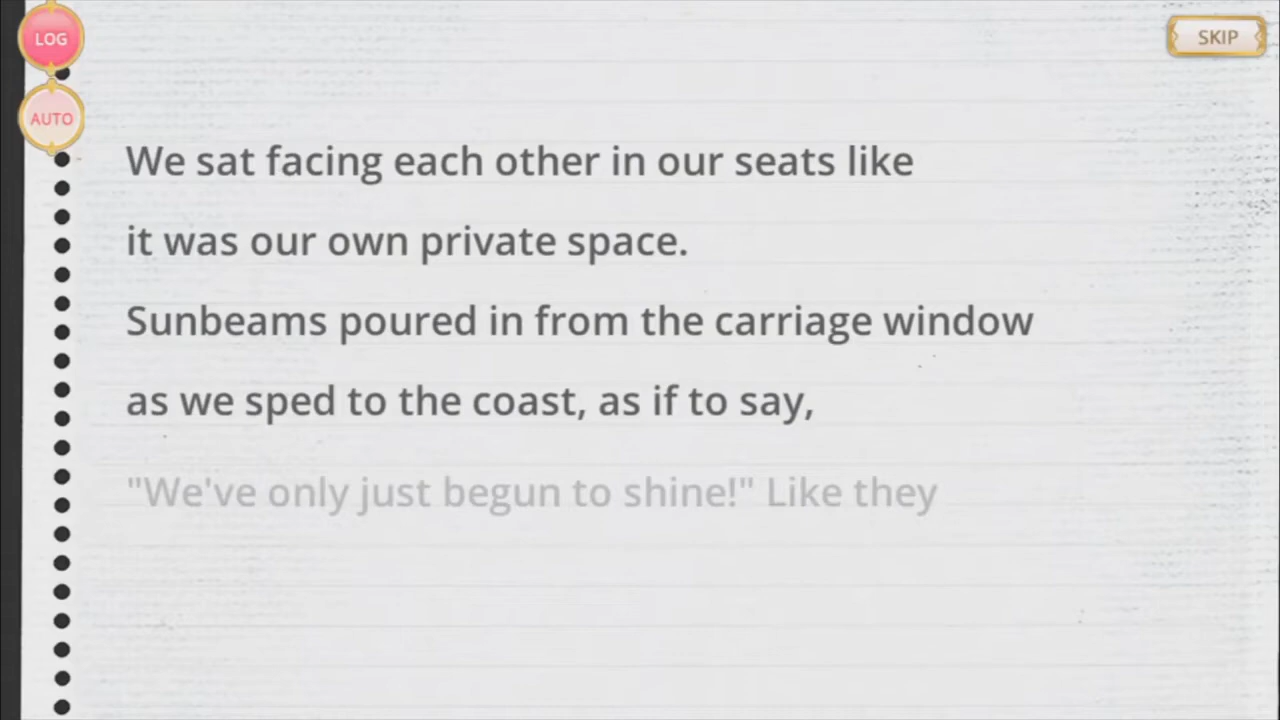 LOG
SKIP
AUTO
We sat facing each other in our seats like
it was our own private space.
Sunbeams poured in from the carriage window
as we sped to the coast, as if to say,
"We've only just begun to shine!" Like they